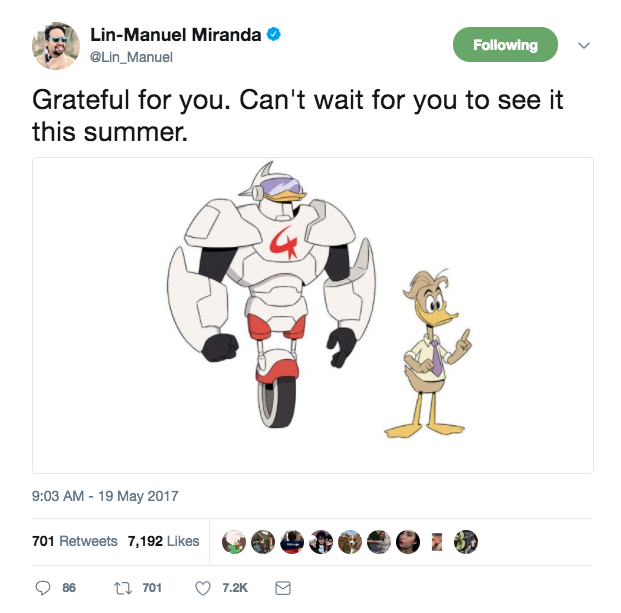 Lin-Manuel Miranda
@Lin_Manuel
Following
Grateful for you. Can't wait for you to see it
this summer.
9:03 AM - 19 May 2017
701 Retweets 7,192 Likes
86 701 7.2K